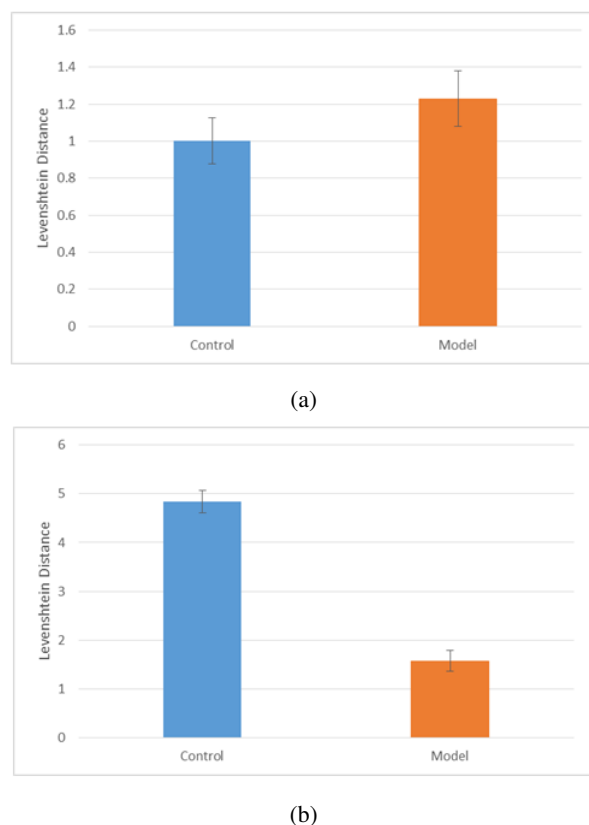 1.6
1.4
1.2
1
0.8
0.6
0.4
0.2
0
Levenshtein Distance
Control Model
(a)
6
5
4
3
2
1
0
Levenshtein Distance
Control Model
(b)